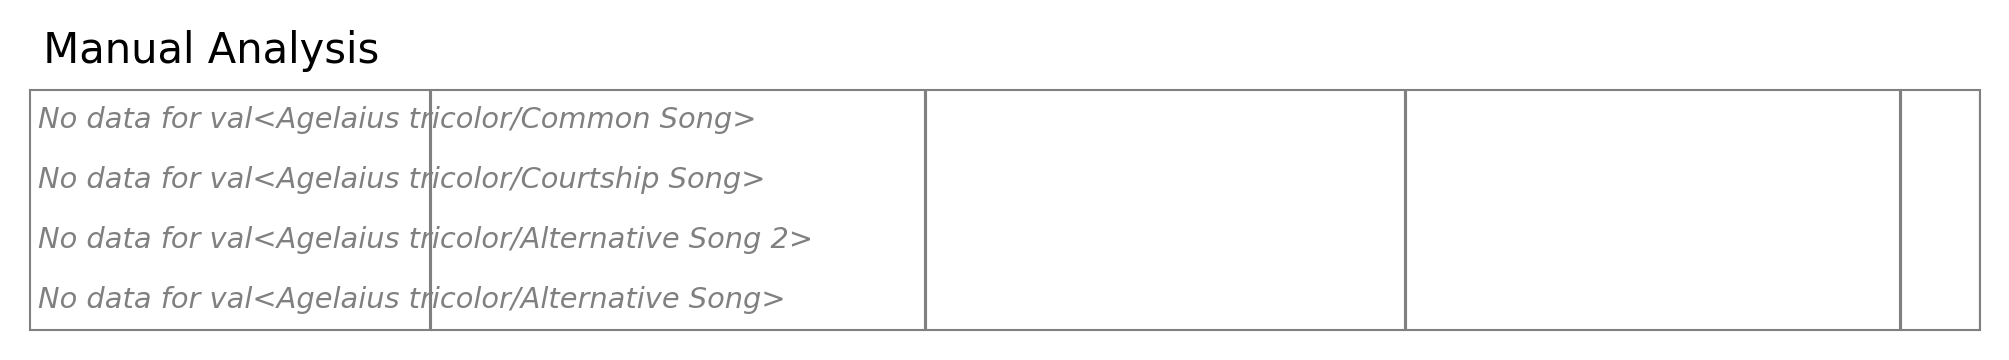 Manual Analysis
No data for val<Agelaius tricolor/Common Song>
No data for val<Agelaius tricolor/Courtship Song>
No data for val<Agelaius tricolor/Alternative Song 2>
No data for val<Agelaius tricolor/Alternative Song>